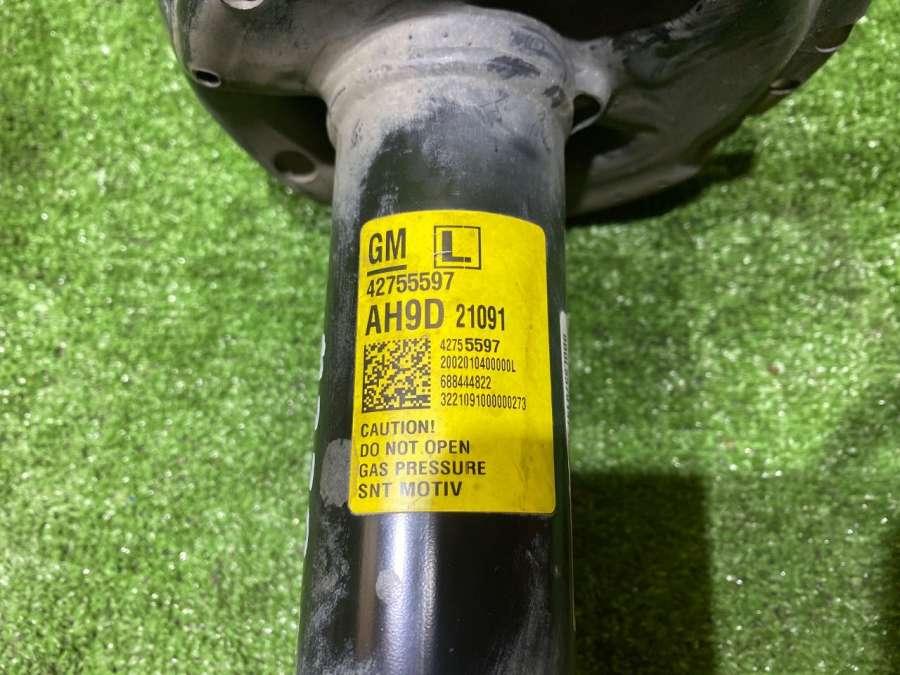 GM L
42755597
AH9D 21091
42755597
2002010400000L
688444822
3221091000000273
CAUTION!
DO NOT OPEN
GAS PRESSURE
SNT MOTIV